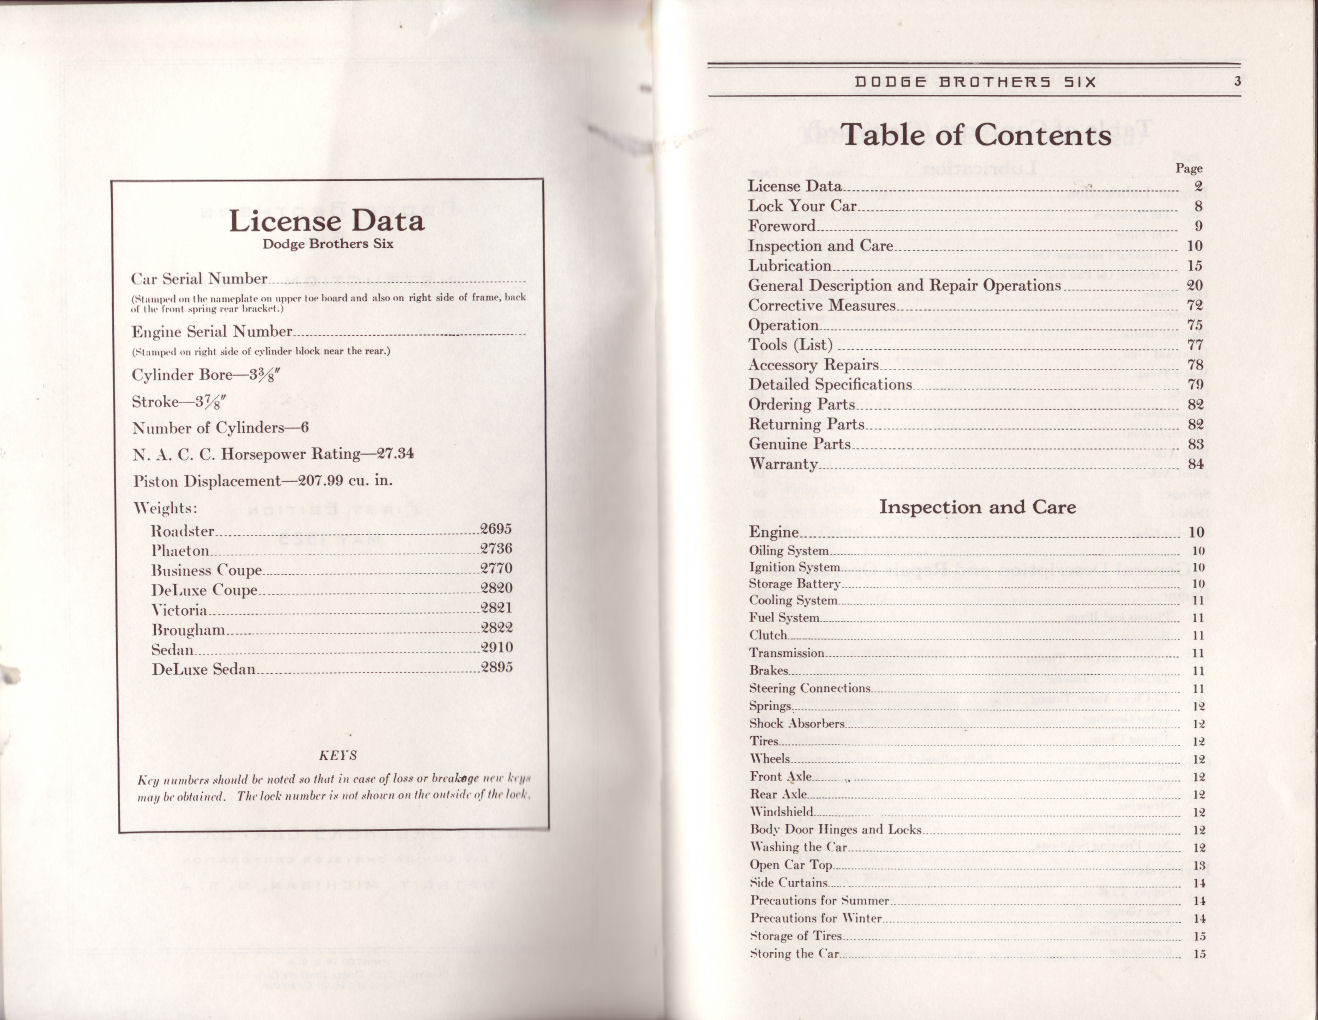 License Data
Dodge Brothers Six
Car Serial Number
(Stamped on the nameplate on upper toe board and also on right side of frame, back
of the front spring rear bracket.)
Engine Serial Number
(Stamped on right side of cylinder block near the rear.)
Cylinder Bore—3⅜"
Stroke—3⅞"
Number of Cylinders—6
N. A. C. C. Horsepower Rating—27.34
Piston Displacement—207.99 cu. in.
Weights:
Roadster 2695
Phaeton 2736
Business Coupe 2770
DeLuxe Coupe 2820
Victoria 2821
Brougham 2822
Sedan 2910
DeLuxe Sedan 2895
KEYS
Key numbers should be noted so that in case of loss or breakage new keys
may be obtained. The lock number is not shown on the outside of the lock.
DODGE BROTHERS SIX 3
Table of Contents
Page
License Data 2
Lock Your Car 8
Foreword 9
Inspection and Care 10
Lubrication 15
General Description and Repair Operations 20
Corrective Measures 72
Operation 75
Tools (List) 77
Accessory Repairs 78
Detailed Specifications 79
Ordering Parts 82
Returning Parts 82
Genuine Parts 83
Warranty 84
Inspection and Care
Engine 10
Oiling System 10
Ignition System 10
Storage Battery 10
Cooling System 11
Fuel System 11
Clutch 11
Transmission 11
Brakes 11
Steering Connections 11
Springs 12
Shock Absorbers 12
Tires 12
Wheels 12
Front Axle 12
Rear Axle 12
Windshield 12
Body Door Hinges and Locks 12
Washing the Car 12
Open Car Top 13
Side Curtains 14
Precautions for Summer 14
Precautions for Winter 14
Storage of Tires 15
Storing the Car 15